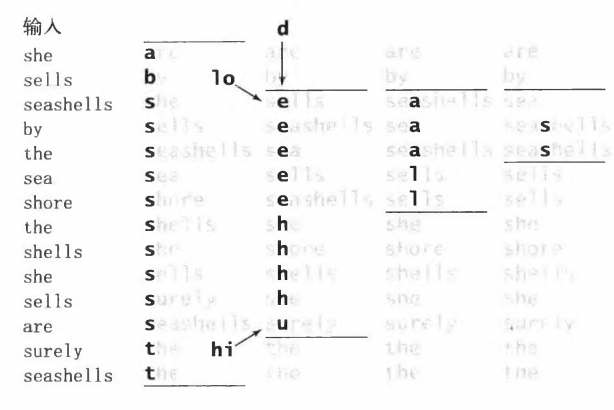 输入 d
she are are are are
sells by lo by by by
seashells she sells seashells sea
by sells seashells sea seashells
the seashells sea seashells seashells
sea sea sells sells sells
shore shore seashells sells sells
the shells she she she
shells she shore shore shore
she sells shells shells shells
sells surely she she she
are seashells surely surely surely
surely the hi the the the
seashells the the the the